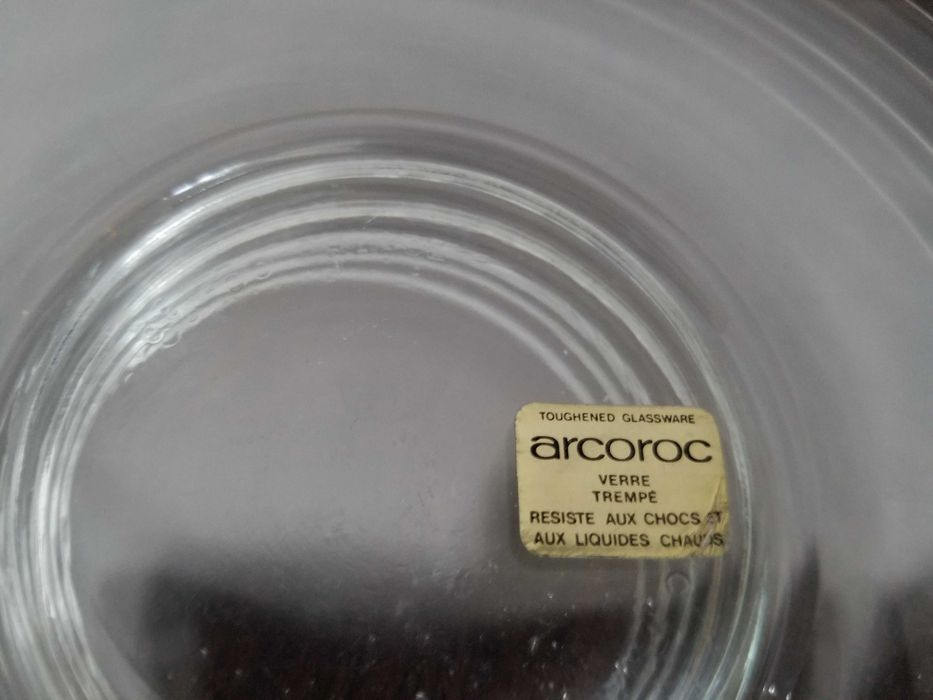 TOUGHENED GLASSWARE
arcoroc
VERRE
TREMPÉ
RESISTE AUX CHOCS ET
AUX LIQUIDES CHAUDS